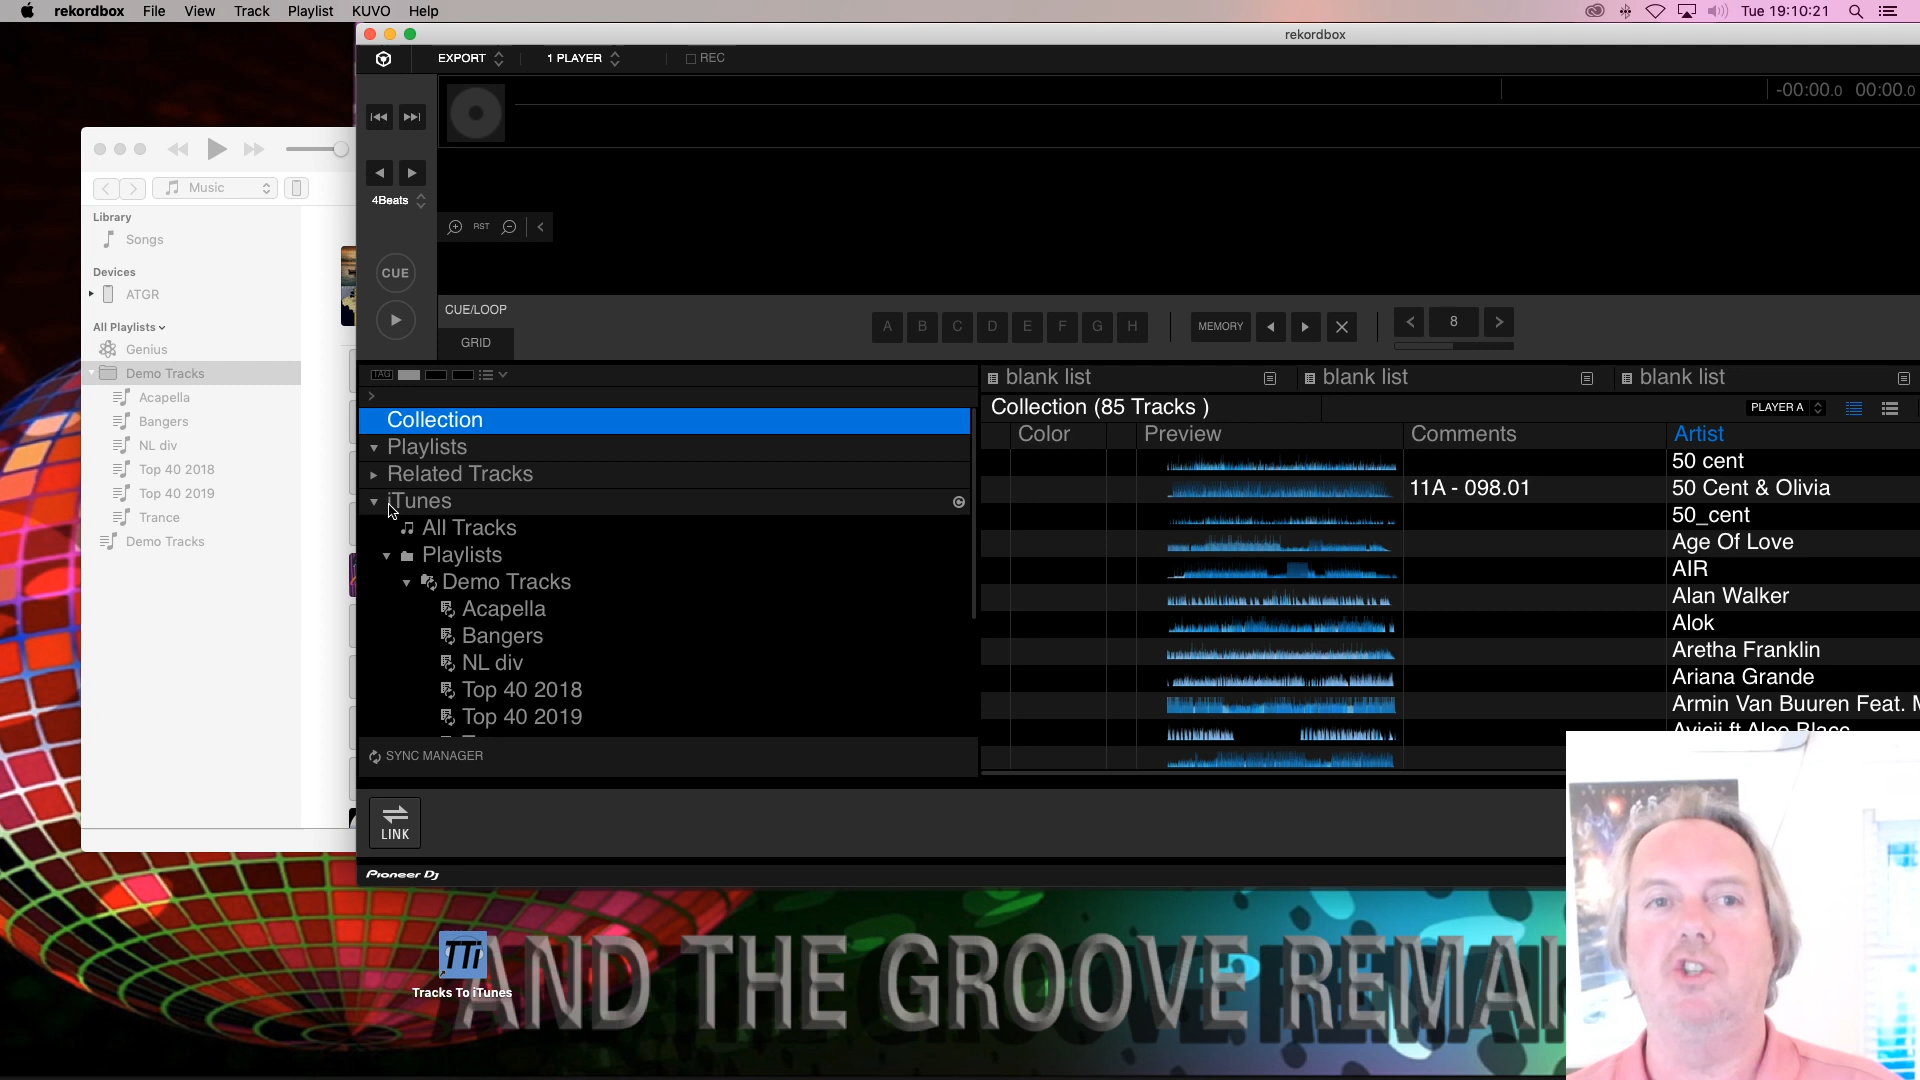 rekordbox File View Track Playlist KUVO Help
Tue 19:10:21
rekordbox
EXPORT
1 PLAYER
REC
-00:00.0 00:00.0
4Beats
RST
CUE
CUE/LOOP
GRID
A B C D E F G H
MEMORY
8
Music
Library
Songs
Devices
ATGR
All Playlists
Genius
Demo Tracks
Acapella
Bangers
NL div
Top 40 2018
Top 40 2019
Trance
Demo Tracks
TAG
Collection
Playlists
Related Tracks
iTunes
All Tracks
Playlists
Demo Tracks
Acapella
Bangers
NL div
Top 40 2018
Top 40 2019
SYNC MANAGER
blank list
blank list
blank list
Collection (85 Tracks )
PLAYER A
Color Preview Comments Artist
50 cent
11A - 098.01 50 Cent & Olivia
50_cent
Age Of Love
AIR
Alan Walker
Alok
Aretha Franklin
Ariana Grande
Armin Van Buuren Feat.
LINK
Pioneer Dj
TTi
Tracks To iTunes
AND THE GROOVE REMAI